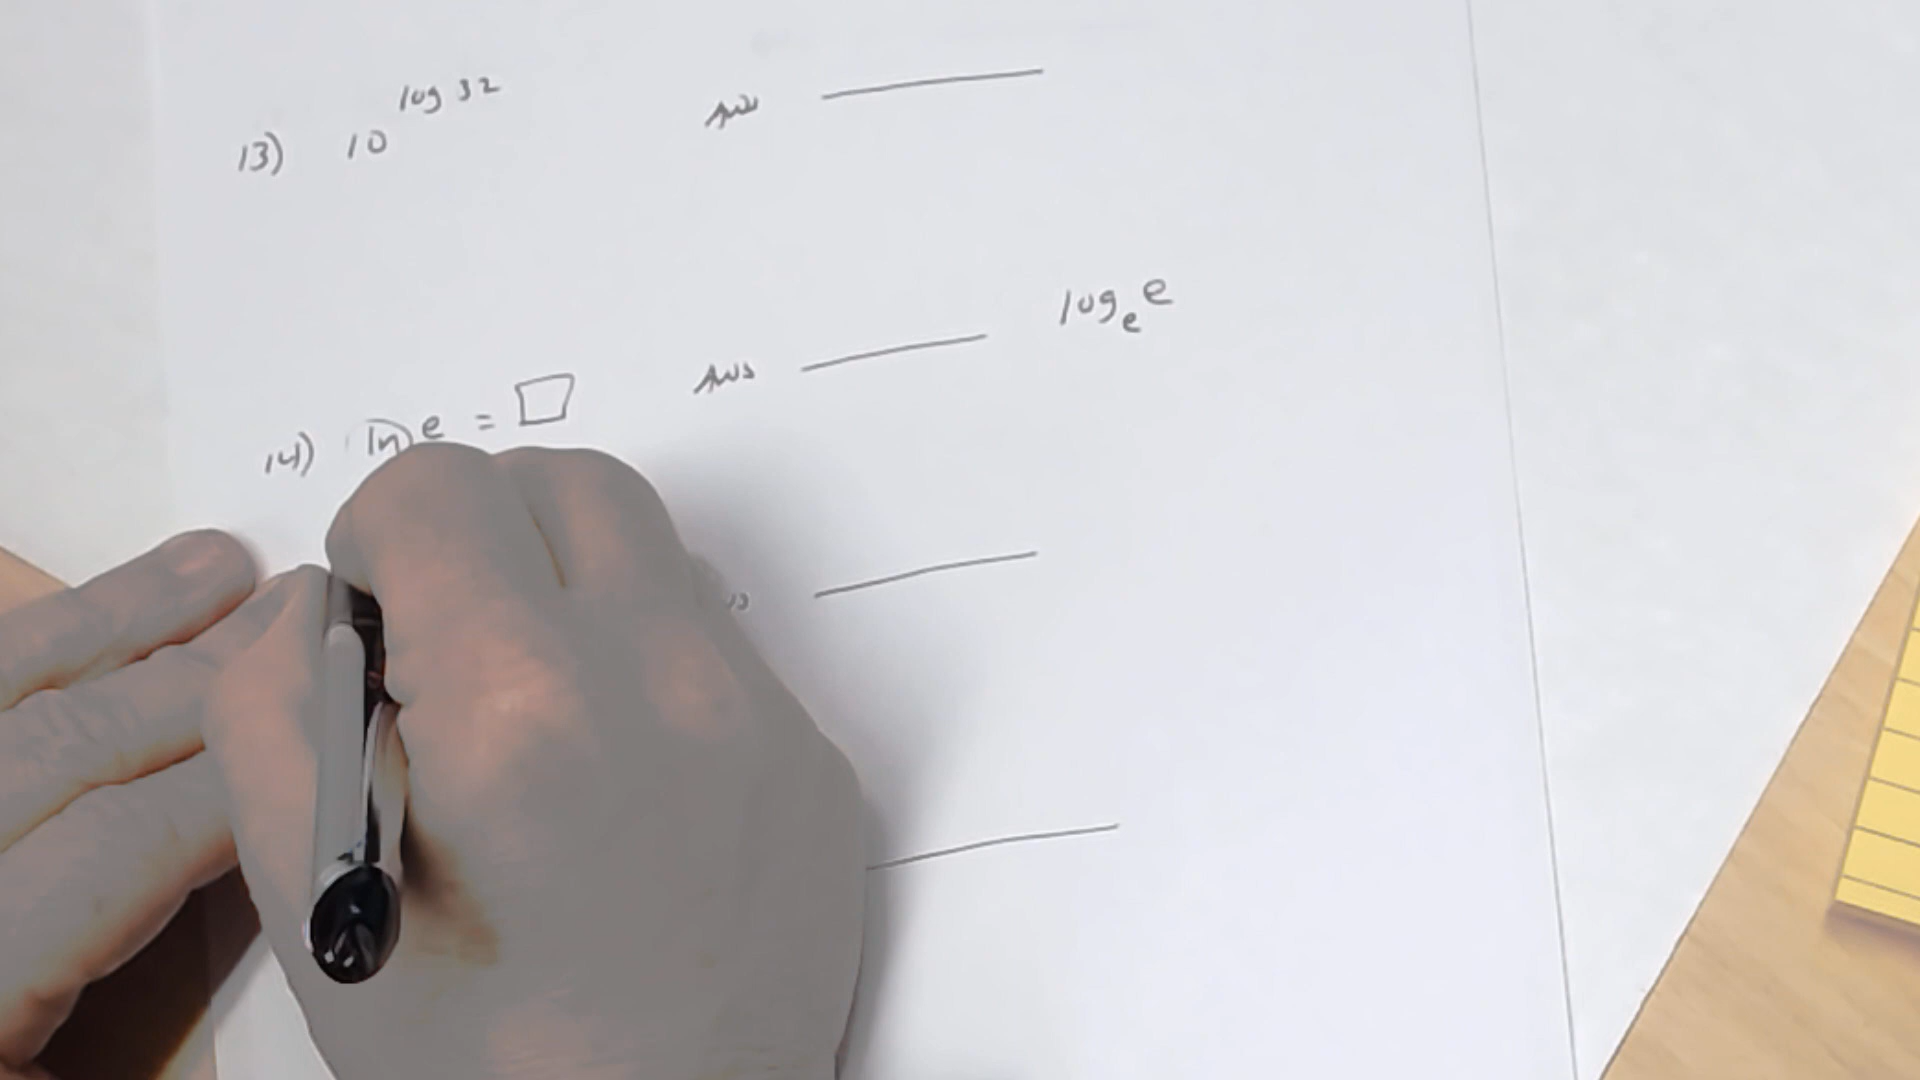 13) 10^log 32 Ans
log_e e
14) ln e = □ Ans